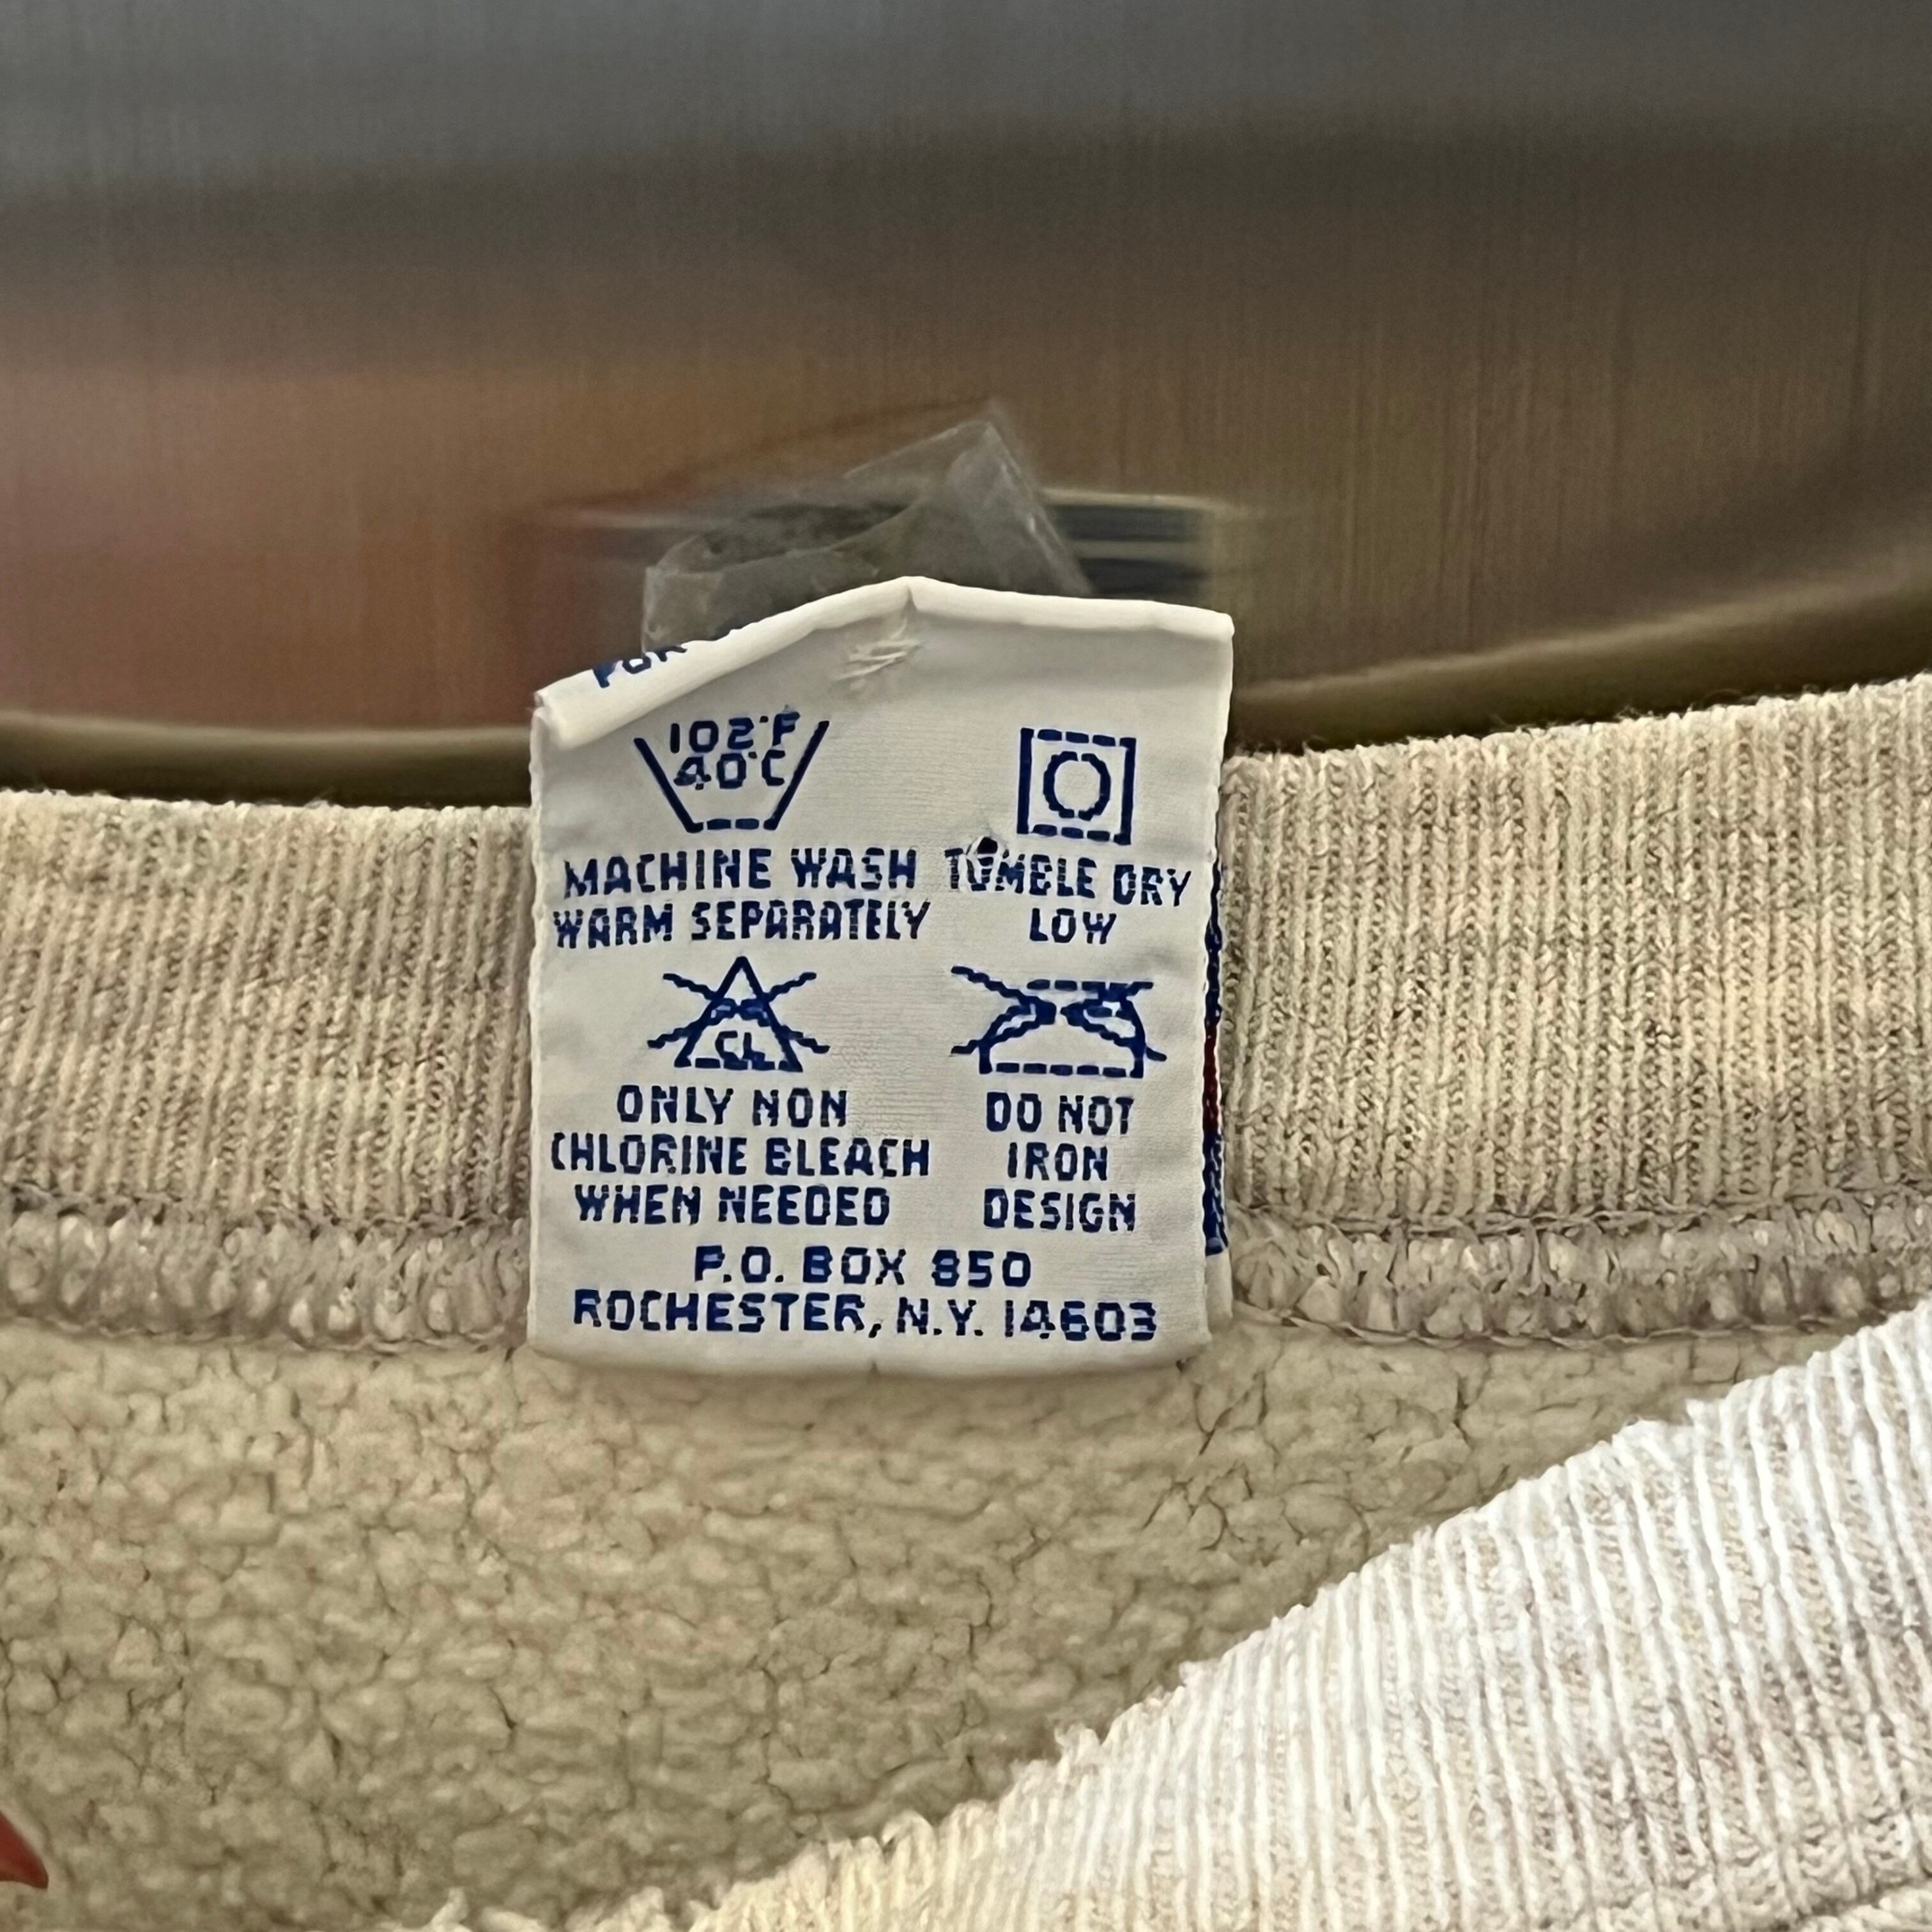 102°F
40°C
MACHINE WASH
WARM SEPARATELY
TUMBLE DRY
LOW
CL
ONLY NON
CHLORINE BLEACH
WHEN NEEDED
DO NOT
IRON
DESIGN
P.O. BOX 850
ROCHESTER, N.Y. 14603